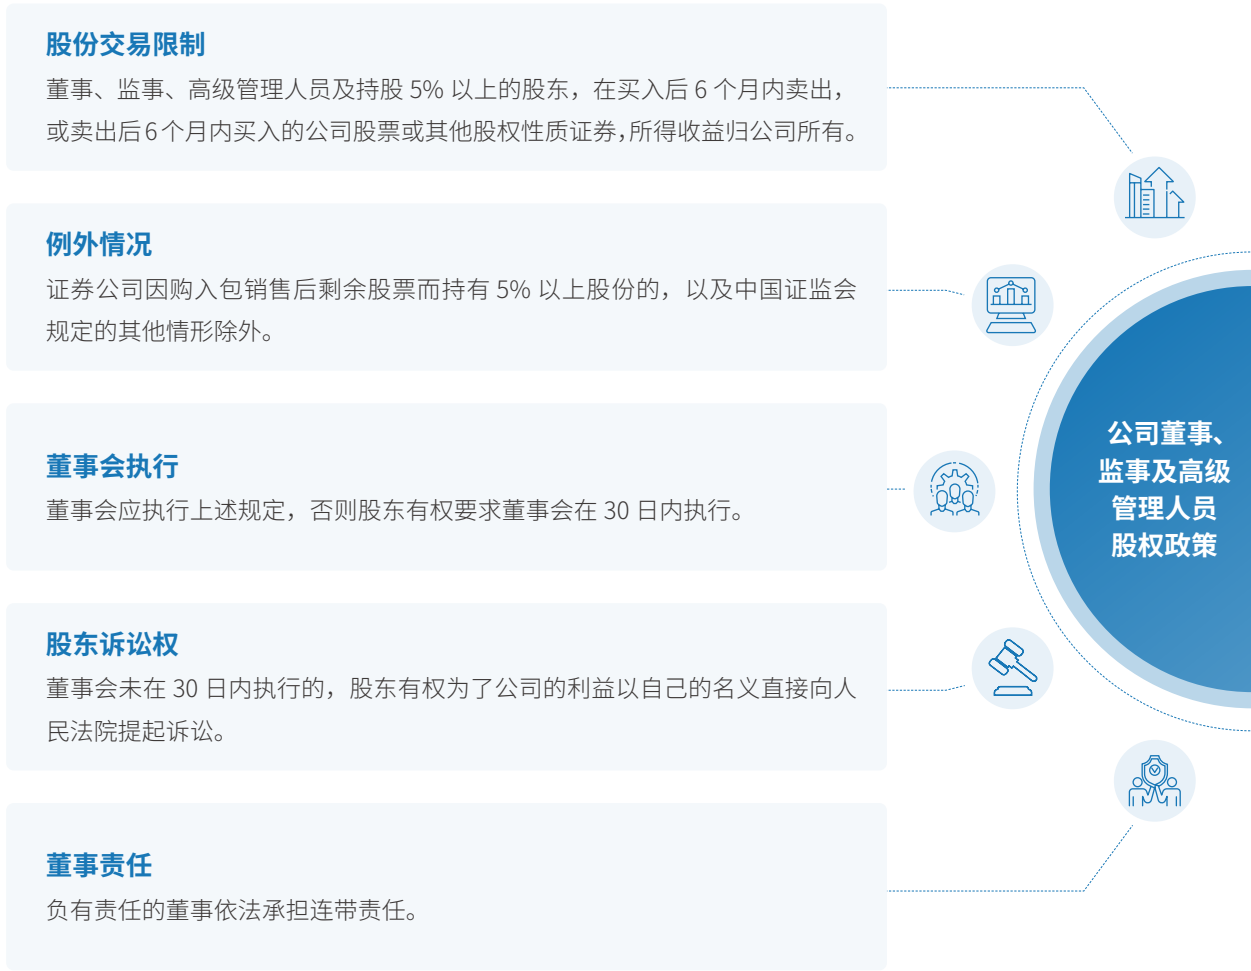 股份交易限制
董事、监事、高级管理人员及持股 5% 以上的股东，在买入后 6 个月内卖出，
或卖出后 6 个月内买入的公司股票或其他股权性质证券，所得收益归公司所有。
例外情况
证券公司因购入包销售后剩余股票而持有 5% 以上股份的，以及中国证监会
规定的其他情形除外。
董事会执行
董事会应执行上述规定，否则股东有权要求董事会在 30 日内执行。
股东诉讼权
董事会未在 30 日内执行的，股东有权为了公司的利益以自己的名义直接向人
民法院提起诉讼。
董事责任
负有责任的董事依法承担连带责任。
公司董事、
监事及高级
管理人员
股权政策